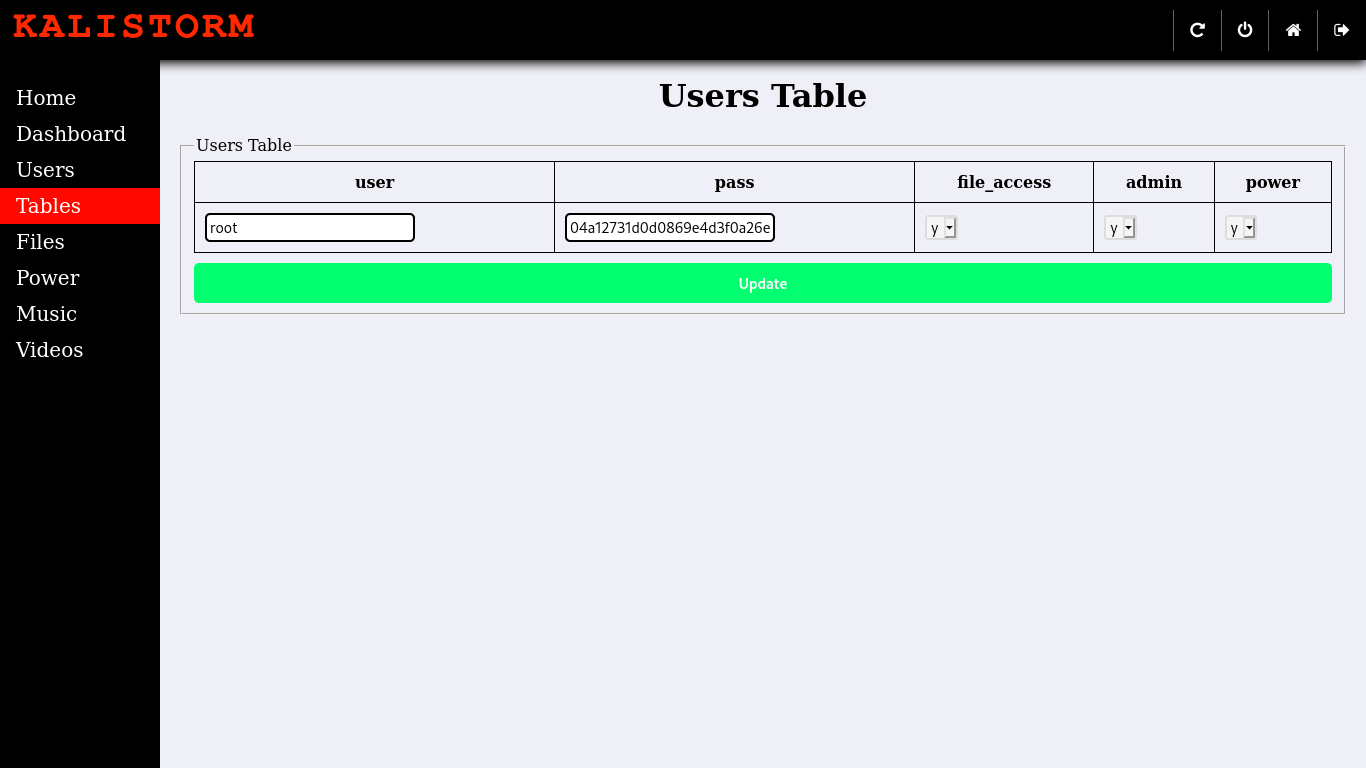 KALISTORM
Home
Dashboard
Users
Tables
Files
Power
Music
Videos
Users Table
Users Table
user pass file_access admin power
root 04a12731d0d0869e4d3f0a26e y y y
Update